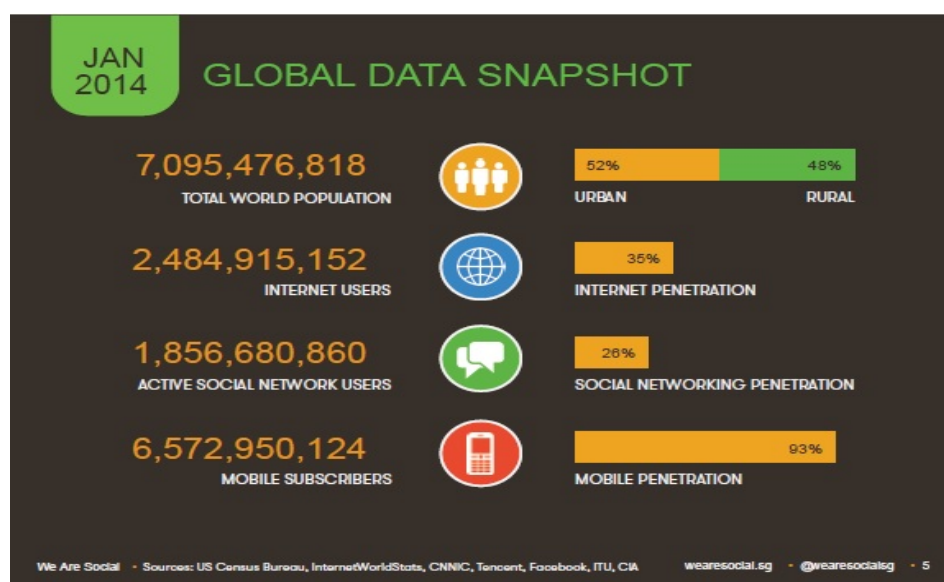 JAN
2014
GLOBAL DATA SNAPSHOT
7,095,476,818
TOTAL WORLD POPULATION
52% 48%
URBAN RURAL
2,484,915,152
INTERNET USERS
35%
INTERNET PENETRATION
1,856,680,860
ACTIVE SOCIAL NETWORK USERS
26%
SOCIAL NETWORKING PENETRATION
6,572,950,124
MOBILE SUBSCRIBERS
93%
MOBILE PENETRATION
We Are Social • Sources: US Census Bureau, InternetWorldStats, CNNIC, Tencent, Facebook, ITU, CIA wearesocial.sg • @wearesocialsg • 5